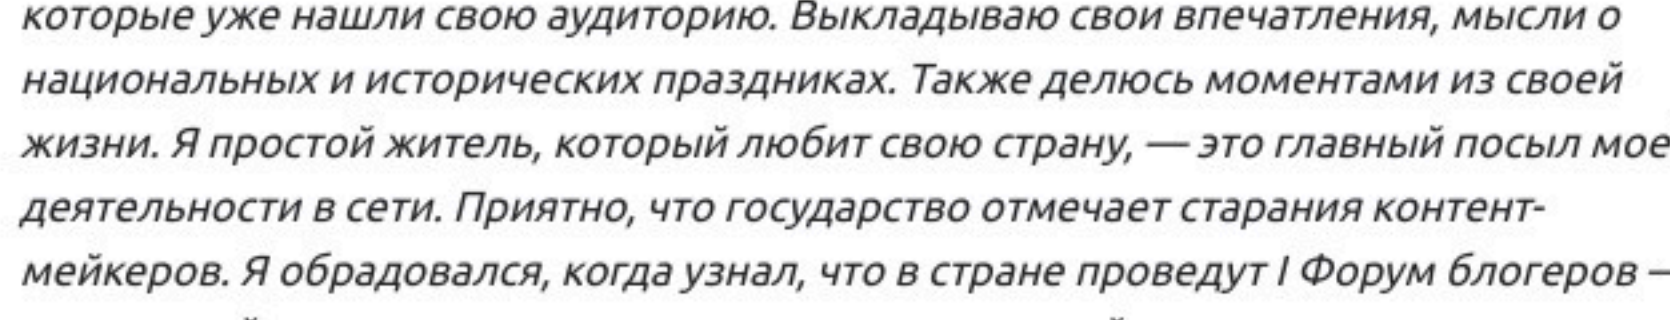 которые уже нашли свою аудиторию. Выкладываю свои впечатления, мысли о
национальных и исторических праздниках. Также делюсь моментами из своей
жизни. Я простой житель, который любит свою страну, — это главный посыл мое
деятельности в сети. Приятно, что государство отмечает старания контент-
мейкеров. Я обрадовался, когда узнал, что в стране проведут I Форум блогеров —